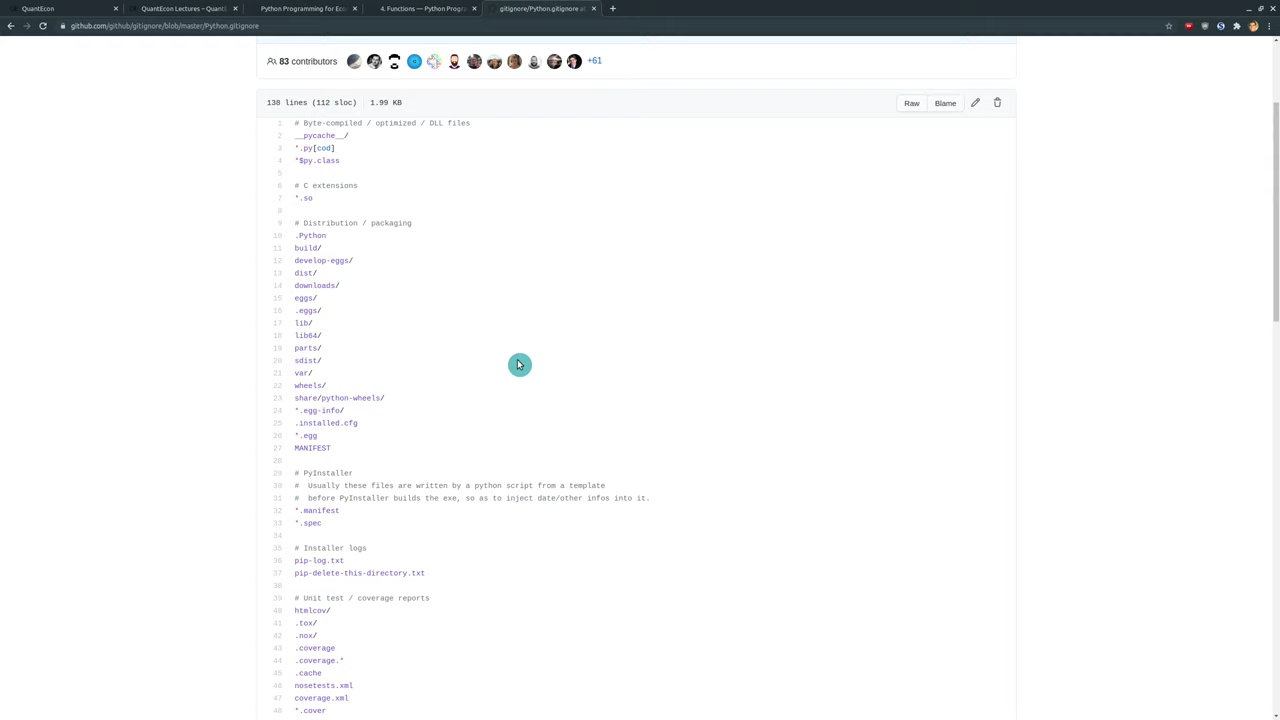 QuantEcon
QuantEcon Lectures – QuantE
Python Programming for Eco
4. Functions — Python Progr
gitignore/Python.gitignore at
github.com/github/gitignore/blob/master/Python.gitignore
83 contributors
+61
138 lines (112 sloc) 1.99 KB
Raw
Blame
1 # Byte-compiled / optimized / DLL files
2 __pycache__/
3 *.py[cod]
4 *$py.class
5
6 # C extensions
7 *.so
8
9 # Distribution / packaging
10 .Python
11 build/
12 develop-eggs/
13 dist/
14 downloads/
15 eggs/
16 .eggs/
17 lib/
18 lib64/
19 parts/
20 sdist/
21 var/
22 wheels/
23 share/python-wheels/
24 *.egg-info/
25 .installed.cfg
26 *.egg
27 MANIFEST
28
29 # PyInstaller
30 #  Usually these files are written by a python script from a template
31 #  before PyInstaller builds the exe, so as to inject date/other infos into it.
32 *.manifest
33 *.spec
34
35 # Installer logs
36 pip-log.txt
37 pip-delete-this-directory.txt
38
39 # Unit test / coverage reports
40 htmlcov/
41 .tox/
42 .nox/
43 .coverage
44 .coverage.*
45 .cache
46 nosetests.xml
47 coverage.xml
48 *.cover